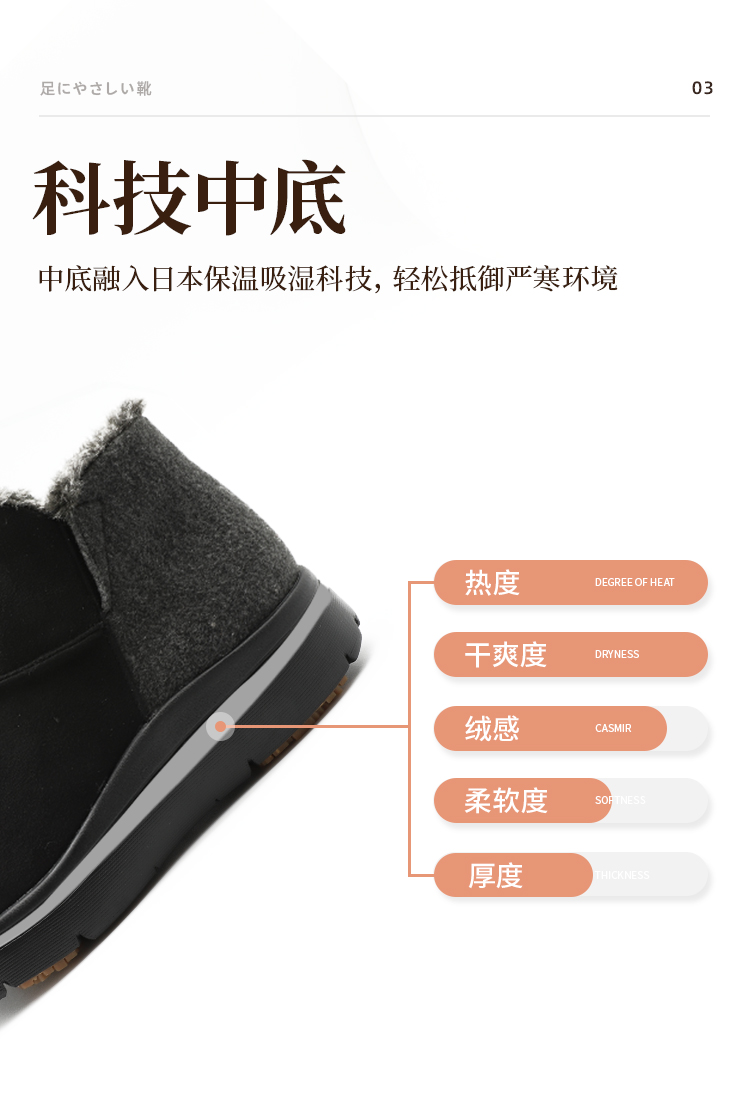 足にやさしい靴
03
科技中底
中底融入日本保温吸湿科技，轻松抵御严寒环境
热度 DEGREE OF HEAT
干爽度 DRYNESS
绒感 CASMIR
柔软度 SOFTNESS
厚度 THICKNESS